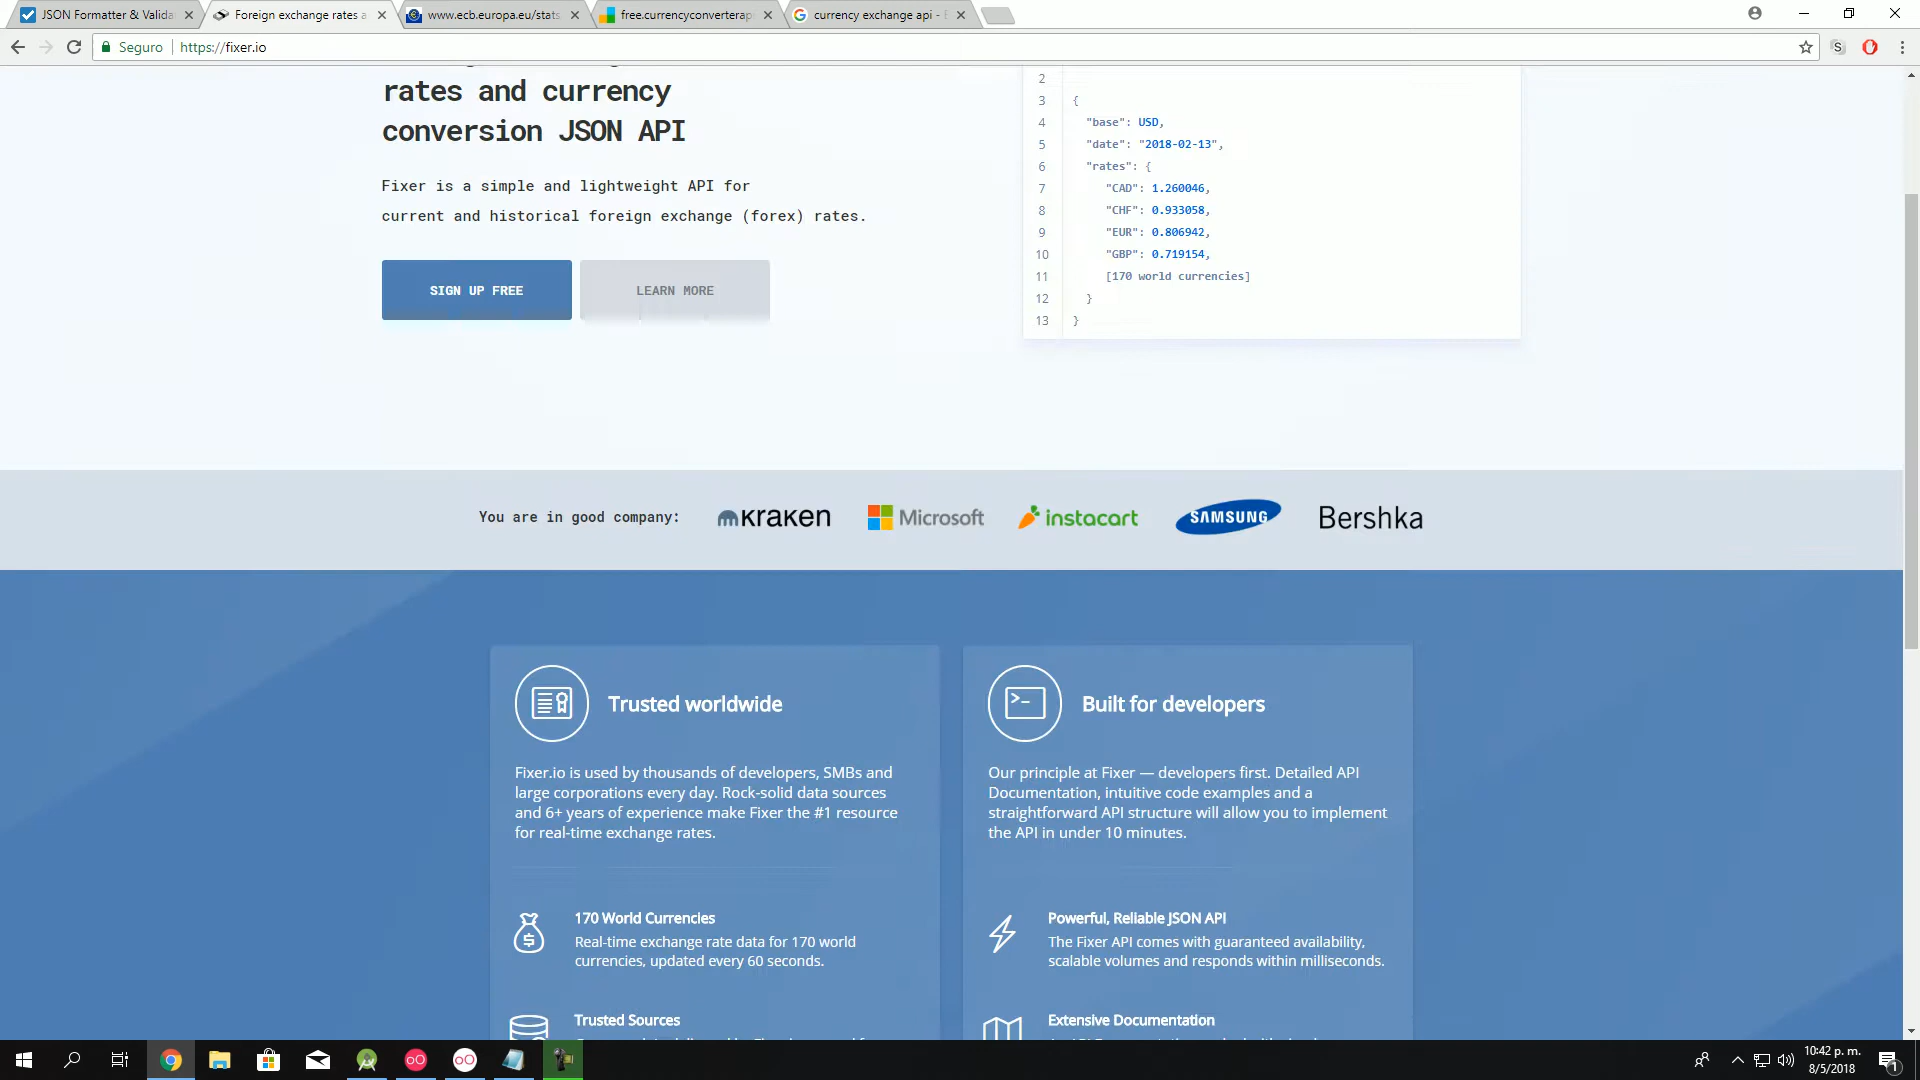 JSON Formatter & Valida
Foreign exchange rates a
www.ecb.europa.eu/stats
free.currencyconverterap
currency exchange api -
Seguro
https://fixer.io
rates and currency
conversion JSON API
Fixer is a simple and lightweight API for
current and historical foreign exchange (forex) rates.
SIGN UP FREE
LEARN MORE
2
3 {
4 "base": USD,
5 "date": "2018-02-13",
6 "rates": {
7 "CAD": 1.260046,
8 "CHF": 0.933058,
9 "EUR": 0.806942,
10 "GBP": 0.719154,
11 [170 world currencies]
12 }
13 }
You are in good company:
kraken
Microsoft
instacart
SAMSUNG
Bershka
Trusted worldwide
Fixer.io is used by thousands of developers, SMBs and
large corporations every day. Rock-solid data sources
and 6+ years of experience make Fixer the #1 resource
for real-time exchange rates.
170 World Currencies
Real-time exchange rate data for 170 world
currencies, updated every 60 seconds.
Trusted Sources
Built for developers
Our principle at Fixer — developers first. Detailed API
Documentation, intuitive code examples and a
straightforward API structure will allow you to implement
the API in under 10 minutes.
Powerful, Reliable JSON API
The Fixer API comes with guaranteed availability,
scalable volumes and responds within milliseconds.
Extensive Documentation
10:42 p. m.
8/5/2018
1